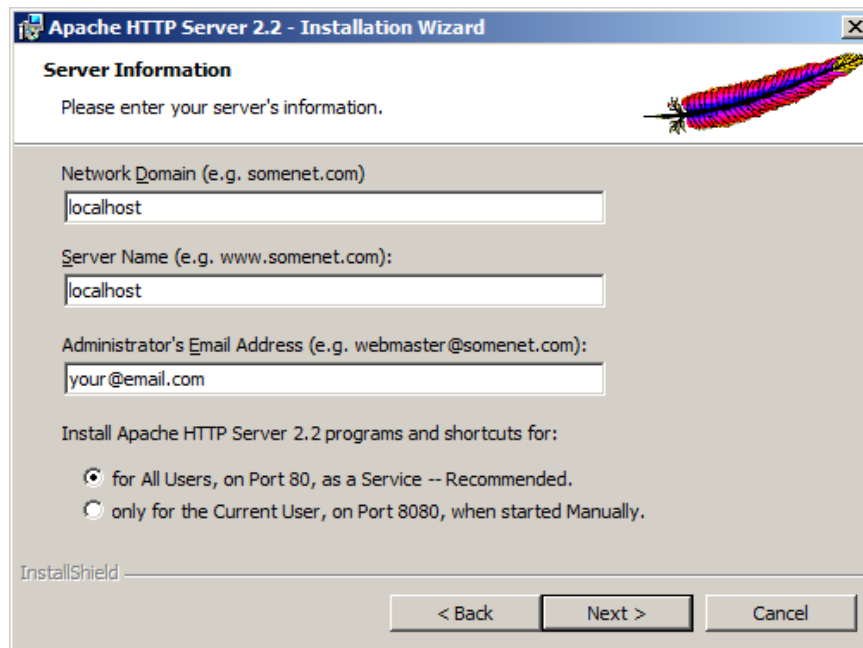 Apache HTTP Server 2.2 - Installation Wizard
Server Information
Please enter your server's information.
Network Domain (e.g. somenet.com)
localhost
Server Name (e.g. www.somenet.com):
localhost
Administrator's Email Address (e.g. webmaster@somenet.com):
your@email.com
Install Apache HTTP Server 2.2 programs and shortcuts for:
for All Users, on Port 80, as a Service -- Recommended.
only for the Current User, on Port 8080, when started Manually.
InstallShield
< Back Next > Cancel